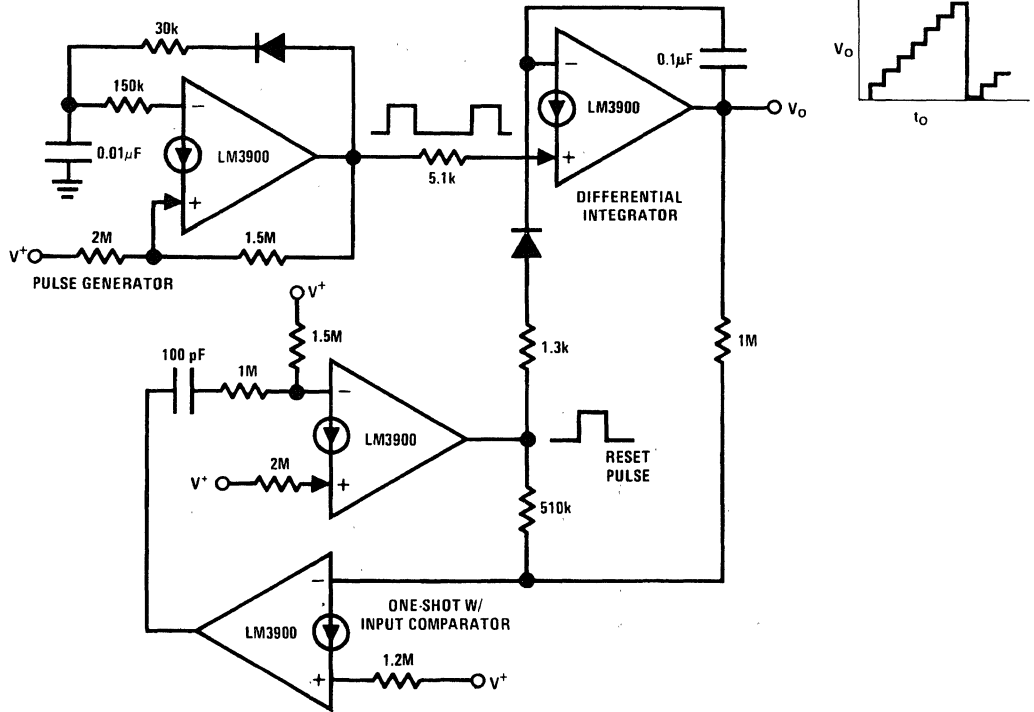 30k
150k
−
LM3900
0.01μF
+
V+
2M
1.5M
PULSE GENERATOR
5.1k
−
LM3900
+
0.1μF
VO
DIFFERENTIAL
INTEGRATOR
VO
tO
V+
1.5M
100 pF
1M
−
LM3900
V+
2M
+
1.3k
1M
RESET
PULSE
510k
−
LM3900
+
ONE-SHOT W/
INPUT COMPARATOR
1.2M
V+